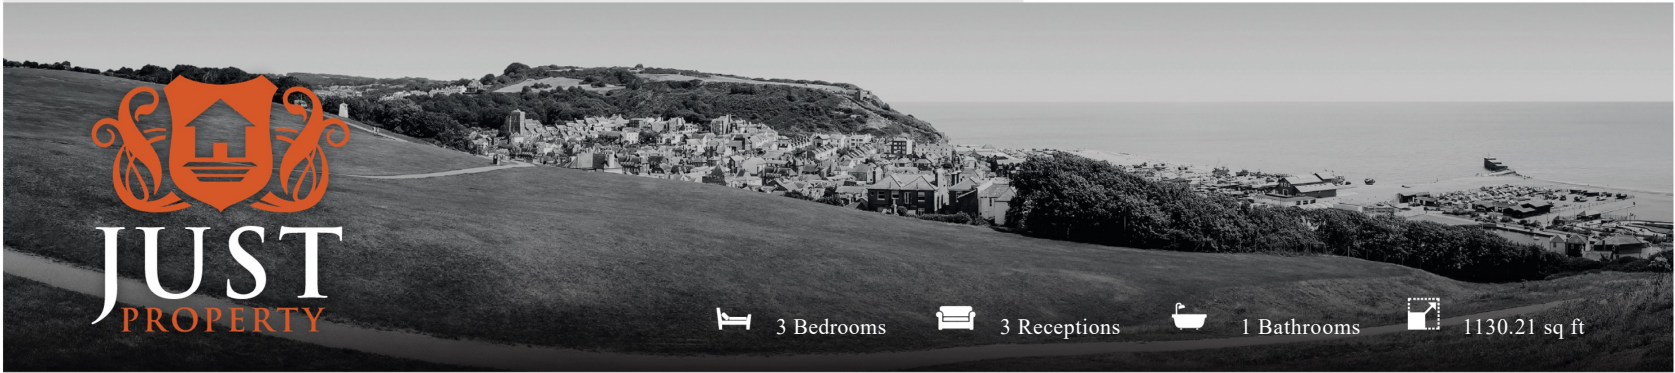 JUST
PROPERTY
3 Bedrooms
3 Receptions
1 Bathrooms
1130.21 sq ft